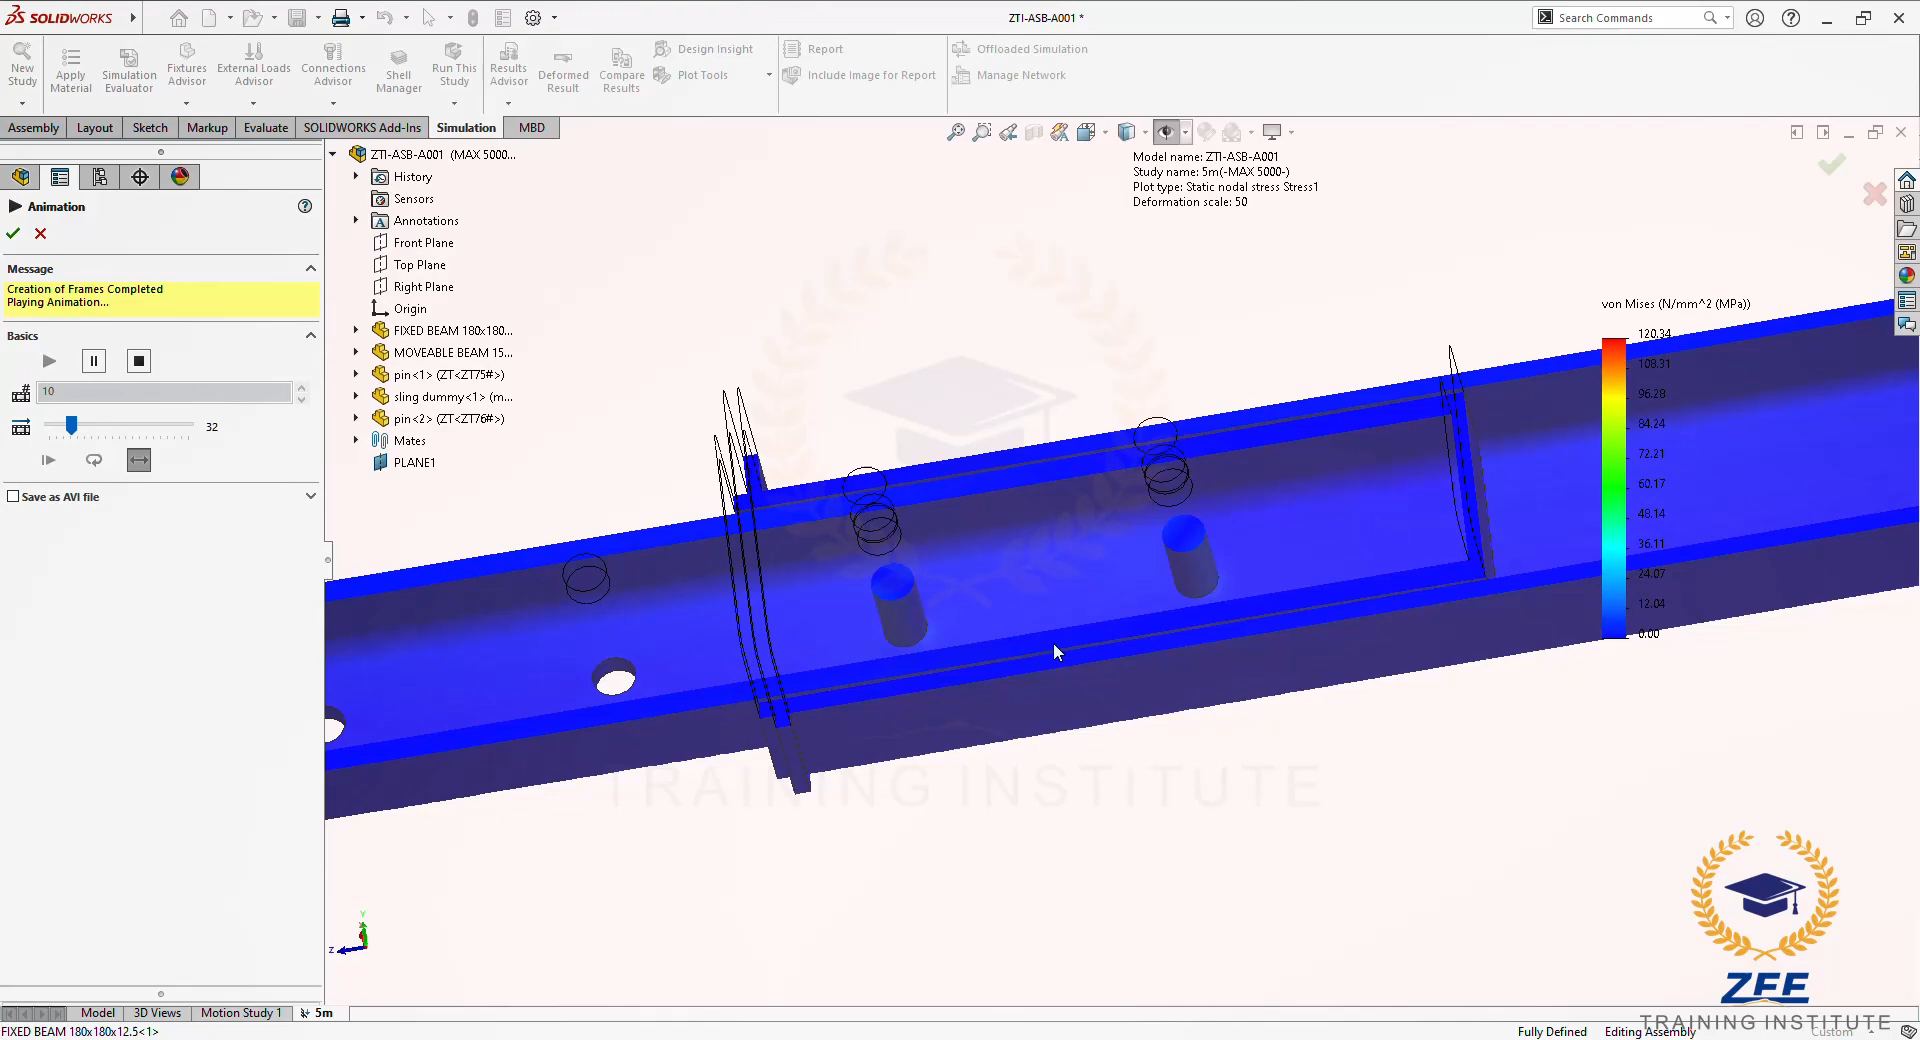 SOLIDWORKS
ZTI-ASB-A001 *
Search Commands
New Study
Apply Material
Simulation Evaluator
Fixtures Advisor
External Loads Advisor
Connections Advisor
Shell Manager
Run This Study
Results Advisor
Deformed Result
Compare Results
Design Insight
Plot Tools
Report
Include Image for Report
Offloaded Simulation
Manage Network
Assembly
Layout
Sketch
Markup
Evaluate
SOLIDWORKS Add-Ins
Simulation
MBD
Animation
Message
Creation of Frames Completed
Playing Animation...
Basics
10
32
Save as AVI file
ZTI-ASB-A001 (MAX 5000...
History
Sensors
Annotations
Front Plane
Top Plane
Right Plane
Origin
FIXED BEAM 180x180...
MOVEABLE BEAM 15...
pin<1> (ZT<ZT75#>)
sling dummy<1> (m...
pin<2> (ZT<ZT76#>)
Mates
PLANE1
Model name: ZTI-ASB-A001
Study name: 5m(-MAX 5000-)
Plot type: Static nodal stress Stress1
Deformation scale: 50
von Mises (N/mm^2 (MPa))
120.34
108.31
96.28
84.24
72.21
60.17
48.14
36.11
24.07
12.04
0.00
TRAINING INSTITUTE
Y
Z
ZEE
TRAINING INSTITUTE
Model
3D Views
Motion Study 1
5m
FIXED BEAM 180x180x12.5<1>
Fully Defined
Editing Assembly
Custom